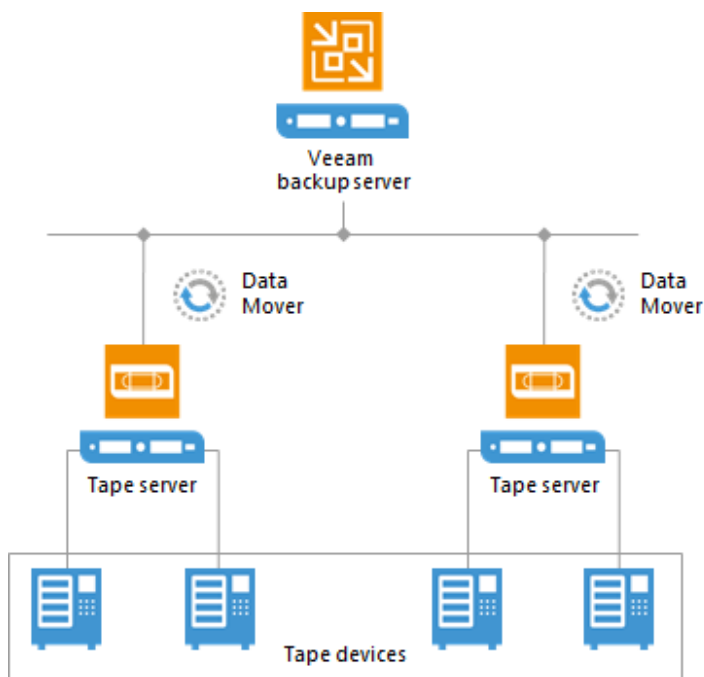 Veeam
backup server
Data
Mover
Data
Mover
Tape server
Tape server
Tape devices